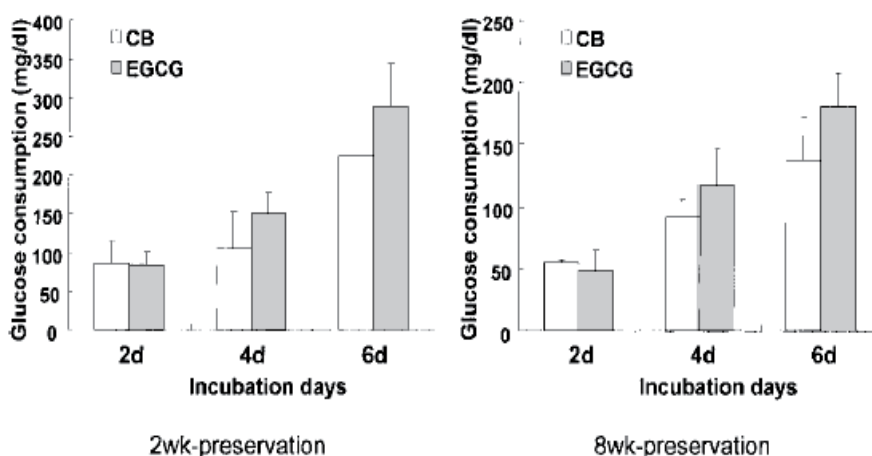 Glucose consumption (mg/dl)
400
350
300
250
200
150
100
50
0
CB
EGCG
2d 4d 6d
Incubation days
2wk-preservation
Glucose consumption (mg/dl)
250
200
150
100
50
0
CB
EGCG
2d 4d 6d
Incubation days
8wk-preservation